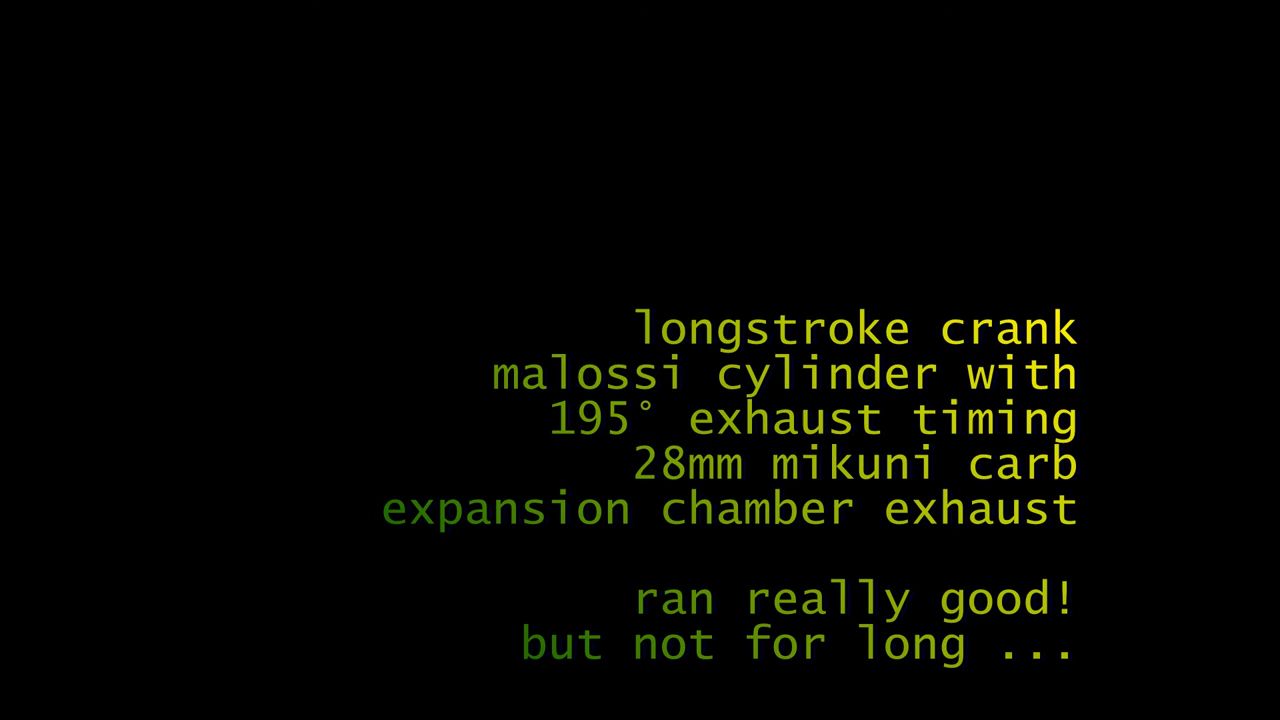 longstroke crank
malossi cylinder with
195° exhaust timing
28mm mikuni carb
expansion chamber exhaust
ran really good!
but not for long ...